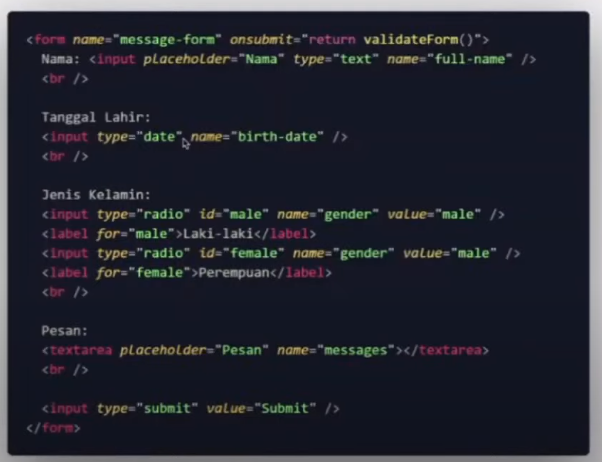 <form name="message-form" onsubmit="return validateForm()">
Nama: <input placeholder="Nama" type="text" name="full-name" />
<br />
Tanggal Lahir:
<input type="date" name="birth-date" />
<br />
Jenis Kelamin:
<input type="radio" id="male" name="gender" value="male" />
<label for="male">Laki-laki</label>
<input type="radio" id="female" name="gender" value="male" />
<label for="female">Perempuan</label>
<br />
Pesan:
<textarea placeholder="Pesan" name="messages"></textarea>
<br />
<input type="submit" value="Submit" />
</form>